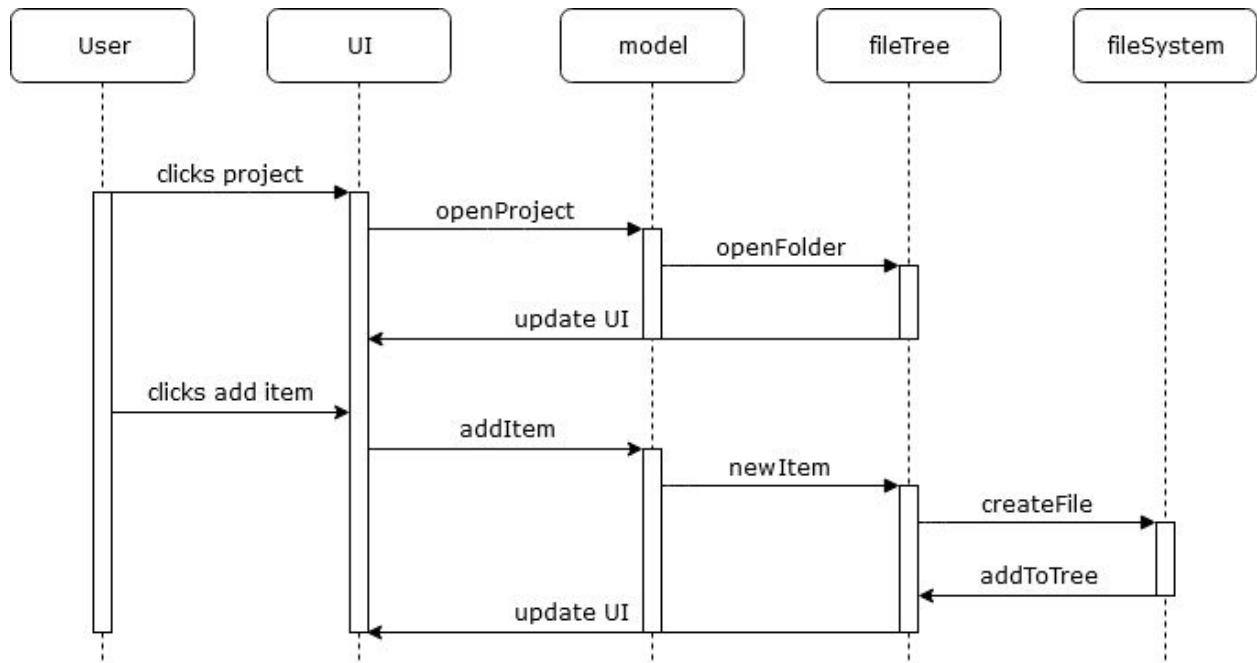 User
UI
model
fileTree
fileSystem
clicks project
openProject
openFolder
update UI
clicks add item
addItem
newItem
createFile
addToTree
update UI